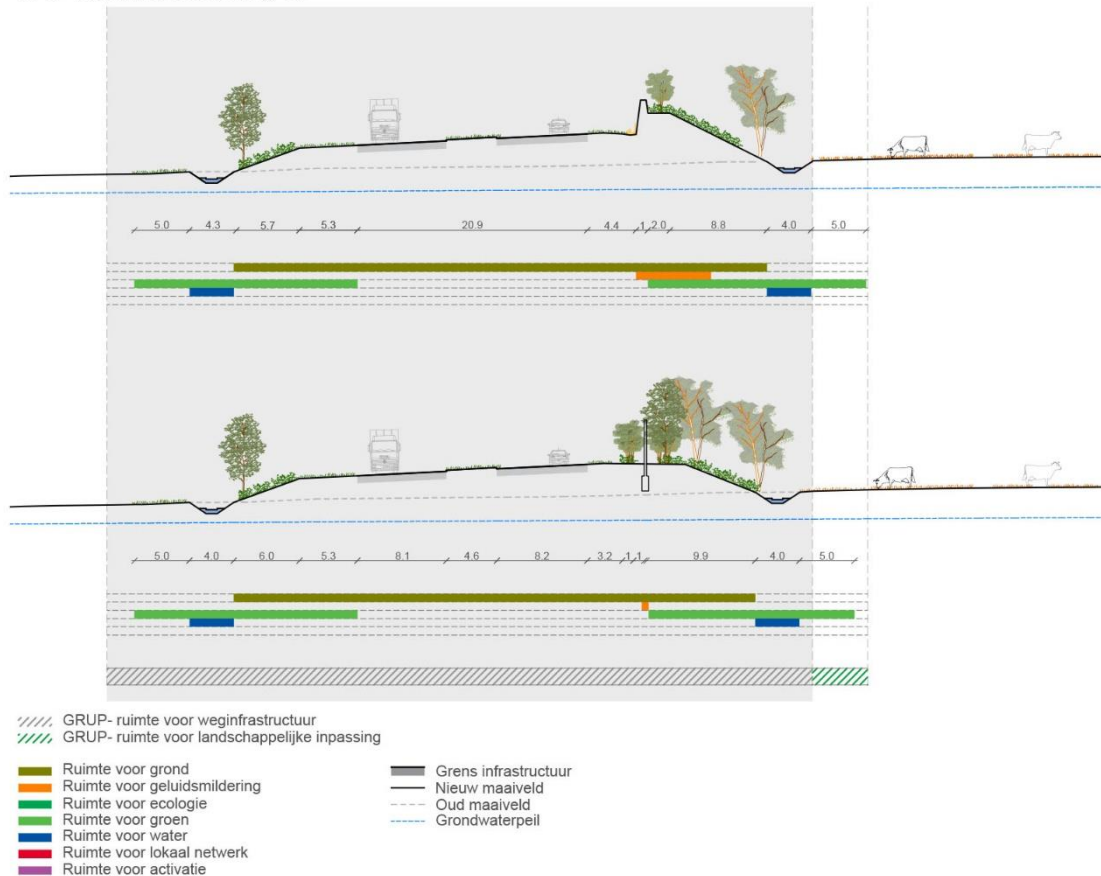 5.0 4.3 5.7 5.3 20.9 4.4 1 2.0 8.8 4.0 5.0
5.0 4.0 6.0 5.3 8.1 4.6 8.2 3.2 1 1 9.9 4.0 5.0
GRUP- ruimte voor weginfrastructuur
GRUP- ruimte voor landschappelijke inpassing
Ruimte voor grond
Ruimte voor geluidsmildering
Ruimte voor ecologie
Ruimte voor groen
Ruimte voor water
Ruimte voor lokaal netwerk
Ruimte voor activatie
Grens infrastructuur
Nieuw maaiveld
Oud maaiveld
Grondwaterpeil